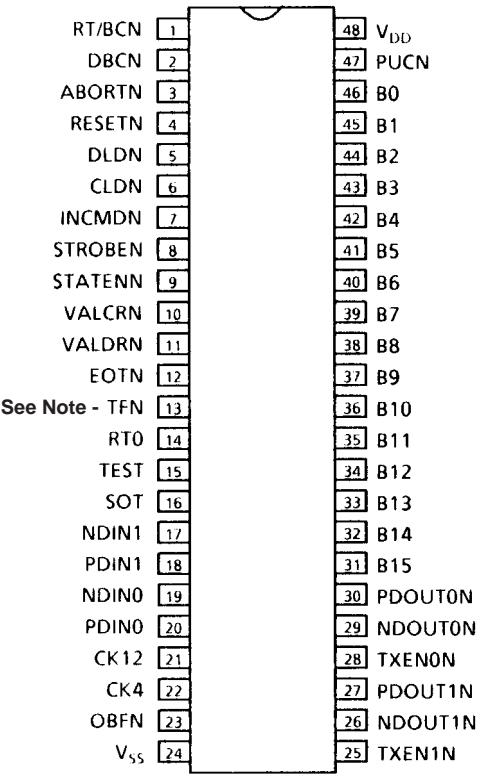 RT/BCN 1 48 VDD
DBCN 2 47 PUCN
ABORTN 3 46 B0
RESETN 4 45 B1
DLDN 5 44 B2
CLDN 6 43 B3
INCMDN 7 42 B4
STROBEN 8 41 B5
STATENN 9 40 B6
VALCRN 10 39 B7
VALDRN 11 38 B8
EOTN 12 37 B9
See Note - TFN 13 36 B10
RT0 14 35 B11
TEST 15 34 B12
SOT 16 33 B13
NDIN1 17 32 B14
PDIN1 18 31 B15
NDIN0 19 30 PDOUT0N
PDIN0 20 29 NDOUT0N
CK12 21 28 TXEN0N
CK4 22 27 PDOUT1N
OBFN 23 26 NDOUT1N
VSS 24 25 TXEN1N